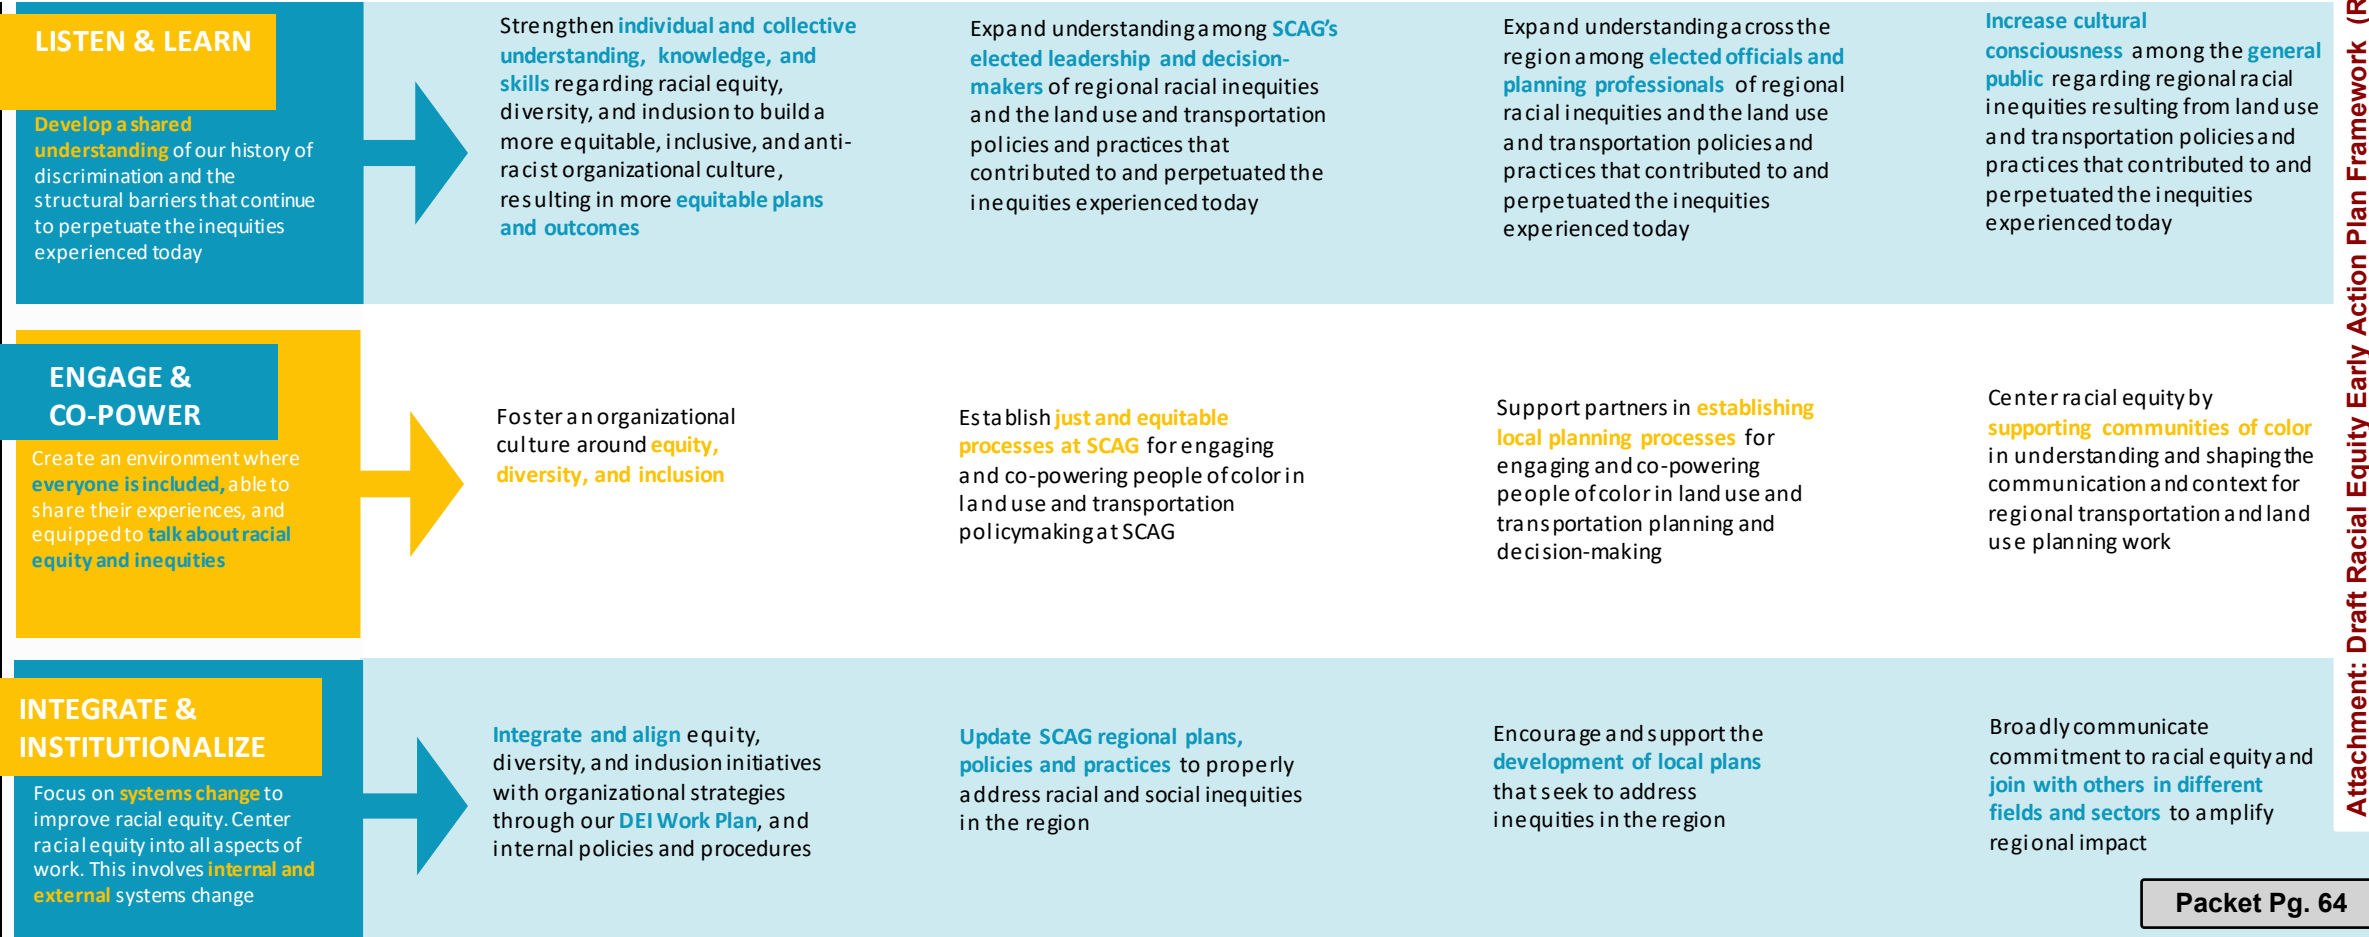 LISTEN & LEARN
Develop a shared
understanding of our history of
discrimination and the
structural barriers that continue
to perpetuate the inequities
experienced today
Strengthen individual and collective
understanding, knowledge, and
skills regarding racial equity,
diversity, and inclusion to build a
more equitable, inclusive, and anti-
racist organizational culture,
resulting in more equitable plans
and outcomes
Expand understanding among SCAG's
elected leadership and decision-
makers of regional racial inequities
and the land use and transportation
policies and practices that
contributed to and perpetuated the
inequities experienced today
Expand understanding across the
region among elected officials and
planning professionals of regional
racial inequities and the land use
and transportation policies and
practices that contributed to and
perpetuated the inequities
experienced today
Increase cultural
consciousness among the general
public regarding regional racial
inequities resulting from land use
and transportation policies and
practices that contributed to and
perpetuated the inequities
experienced today
ENGAGE &
CO-POWER
Create an environment where
everyone is included, able to
share their experiences, and
equipped to talk about racial
equity and inequities
Foster an organizational
culture around equity,
diversity, and inclusion
Establish just and equitable
processes at SCAG for engaging
and co-powering people of color in
land use and transportation
policymaking at SCAG
Support partners in establishing
local planning processes for
engaging and co-powering
people of color in land use and
transportation planning and
decision-making
Center racial equity by
supporting communities of color
in understanding and shaping the
communication and context for
regional transportation and land
use planning work
INTEGRATE &
INSTITUTIONALIZE
Focus on systems change to
improve racial equity. Center
racial equity into all aspects of
work. This involves internal and
external systems change
Integrate and align equity,
diversity, and inclusion initiatives
with organizational strategies
through our DEI Work Plan, and
internal policies and procedures
Update SCAG regional plans,
policies and practices to properly
address racial and social inequities
in the region
Encourage and support the
development of local plans
that seek to address
inequities in the region
Broadly communicate
commitment to racial equity and
join with others in different
fields and sectors to amplify
regional impact
Attachment: Draft Racial Equity Early Action Plan Framework (R
Packet Pg. 64